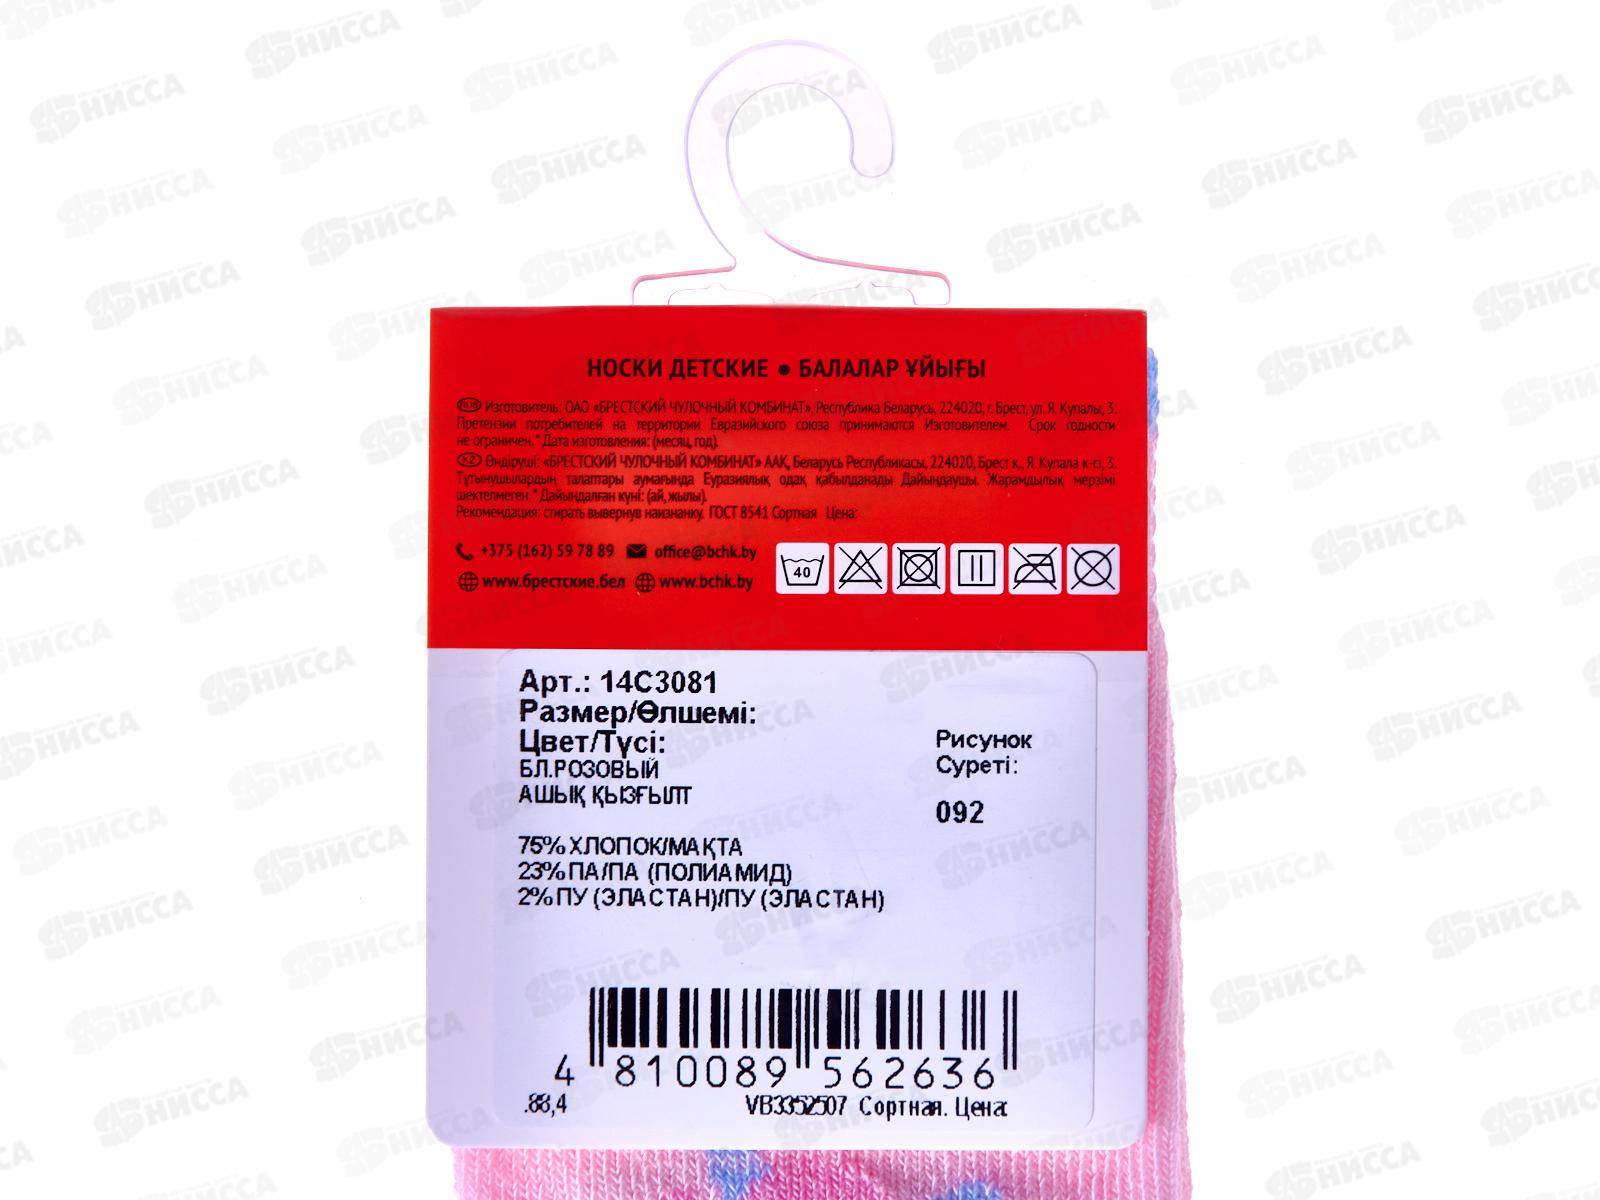 НОСКИ ДЕТСКИЕ ● БАЛАЛАР ҰЙЫҒЫ
RUS Изготовитель: ОАО «БРЕСТСКИЙ ЧУЛОЧНЫЙ КОМБИНАТ», Республика Беларусь, 224020, г. Брест, ул. Я. Купалы, 3.
Претензии потребителей на территории Евразийского союза принимаются Изготовителем. Срок годности
не ограничен.* Дата изготовления: (месяц, год).
KZ Өндіруші: «БРЕСТСКИЙ ЧУЛОЧНЫЙ КОМБИНАТ» ААҚ, Беларусь Республикасы, 224020, Брест қ., Я. Купала к-сі, 3.
Тұтынушылардың талаптары аумағында Еуразиялық одақ қабылданады Дайындаушы. Жарамдылық мерзімі
шектелмеген.* Дайындалған күні: (ай, жылы).
Рекомендация: стирать вывернув наизнанку. ГОСТ 8541 Сортная Цена:
+375 (162) 59 78 89 office@bchk.by
www.брестские.бел www.bchk.by
40
Арт.: 14С3081
Размер/Өлшемі:
Цвет/Түсі:
БЛ.РОЗОВЫЙ
АШЫҚ ҚЫЗҒЫЛТ
Рисунок
Суреті:
092
75% ХЛОПОК/МАҚТА
23% ПА/ПА (ПОЛИАМИД)
2% ПУ (ЭЛАСТАН)/ПУ (ЭЛАСТАН)
4 810089 562636
.88,4 VB3352507 Сортная. Цена:
НИССА